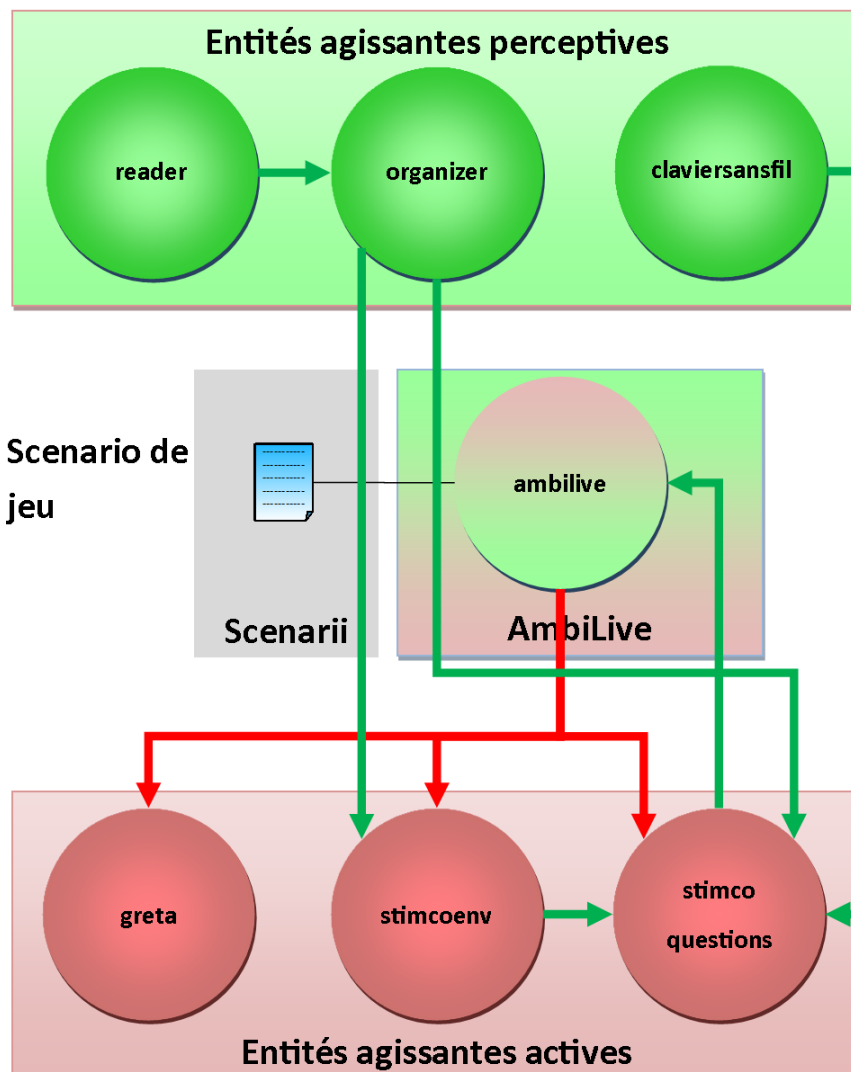 Entités agissantes perceptives
reader
organizer
claviersansfil
Scenario de
jeu
ambilive
Scenarii
AmbiLive
greta
stimcoenv
stimco
questions
Entités agissantes actives